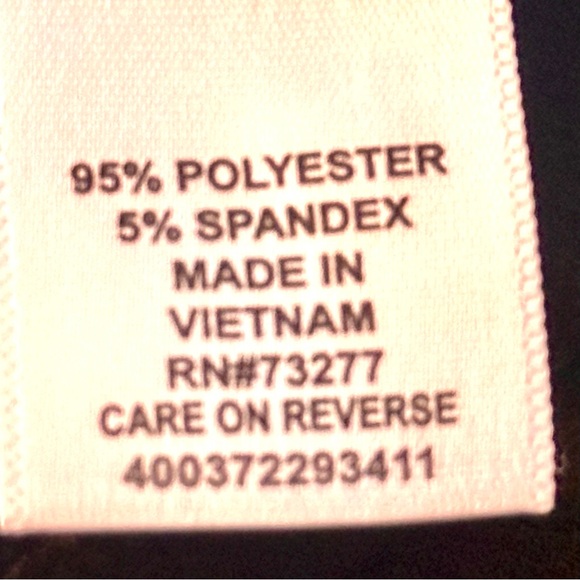 95% POLYESTER
5% SPANDEX
MADE IN
VIETNAM
RN#73277
CARE ON REVERSE
400372293411